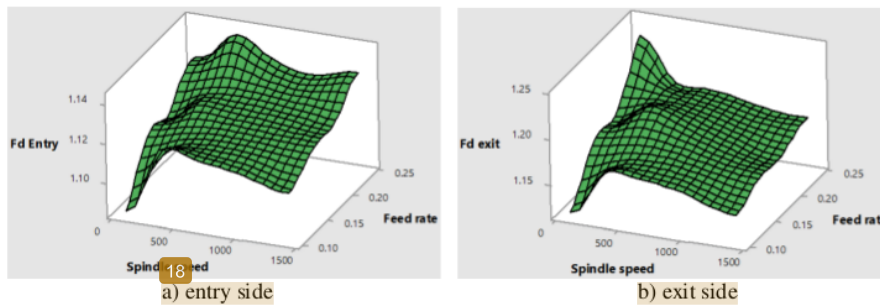 1.14
1.12
1.10
Fd Entry
0
500
1000
1500
Spindle speed
0.10
0.15
0.20
0.25
Feed rate
18
a) entry side
1.25
1.20
1.15
Fd exit
0
500
1000
1500
Spindle speed
0.10
0.15
0.20
0.25
Feed rat
b) exit side